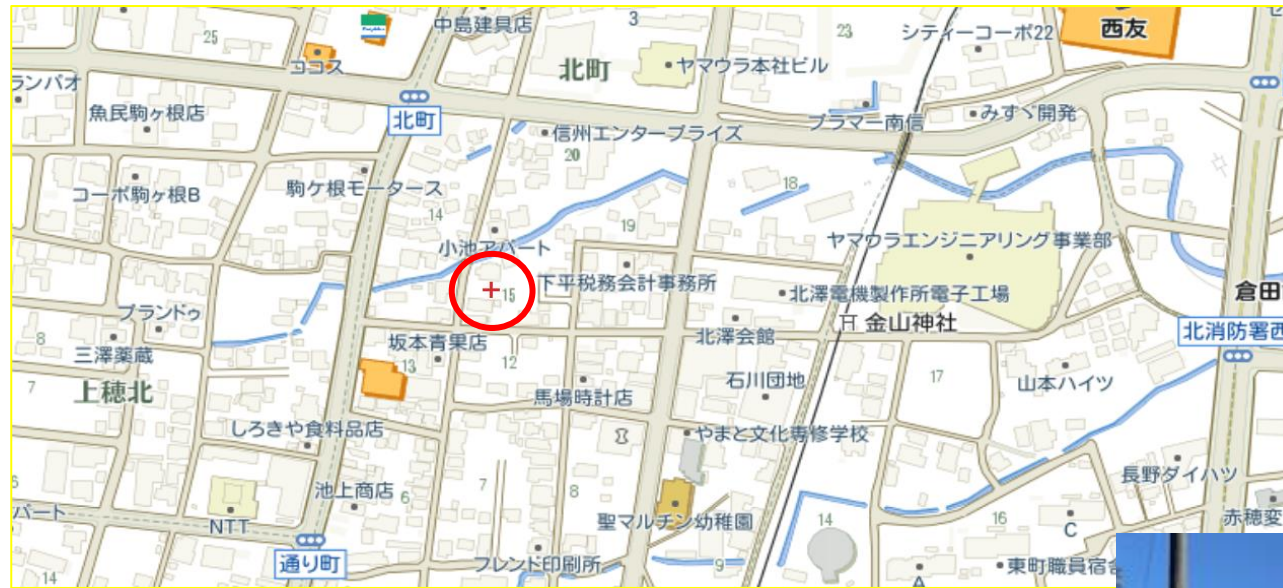 中島建具店
3
23
シティーコーポ22
西友
25
ココス
北町
ヤマウラ本社ビル
魚民駒ヶ根店
北町
信州エンタープライズ
プラマー南信
みすゞ開発
20
コーポ駒ヶ根B
駒ケ根モータース
14
18
19
小池アパート
ヤマウラエンジニアリング事業部
下平税務会計事務所
15
北澤電機製作所電子工場
倉田
ブランドゥ
金山神社
北消防署西
8
三澤薬蔵
坂本青果店
北澤会館
13
12
7
上穂北
石川団地
17
山本ハイツ
馬場時計店
しろきや食料品店
やまと文化専修学校
長野ダイハツ
池上商店
6
7
8
NTT
聖マルチン幼稚園
14
16
C
赤穂変
通り町
フレンド印刷所
9
東町職員宿舎
14
A